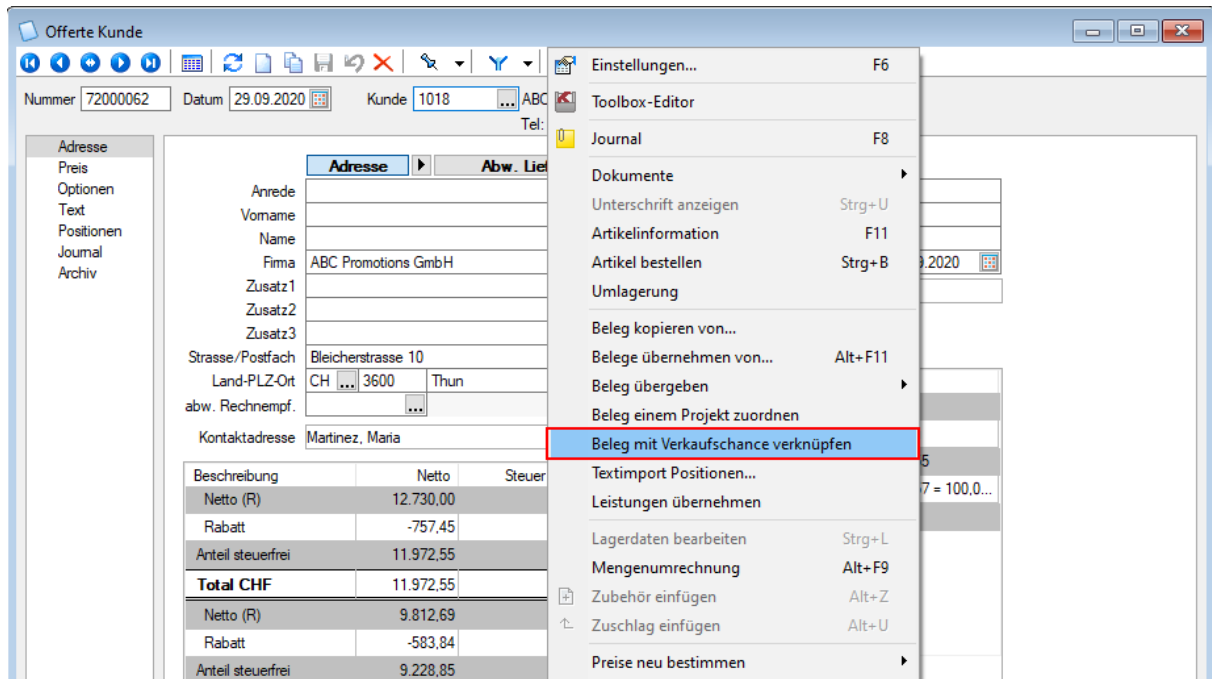 Offerte Kunde
Nummer 72000062 Datum 29.09.2020 Kunde 1018 ... ABC
Tel:
Adresse
Preis
Optionen
Text
Positionen
Journal
Archiv
Adresse Abw. Lief
Anrede
Vorname
Name
Firma ABC Promotions GmbH
Zusatz1
Zusatz2
Zusatz3
Strasse/Postfach Bleicherstrasse 10
Land-PLZ-Ort CH ... 3600 Thun
abw. Rechnempf. ...
Kontaktadresse Martinez, Maria
Beschreibung Netto Steuer
Netto (R) 12.730,00
Rabatt -757,45
Anteil steuerfrei 11.972,55
Total CHF 11.972,55
Netto (R) 9.812,69
Rabatt -583,84
Anteil steuerfrei 9.228,85
Einstellungen... F6
Toolbox-Editor
Journal F8
Dokumente
Unterschrift anzeigen Strg+U
Artikelinformation F11
Artikel bestellen Strg+B
Umlagerung
Beleg kopieren von...
Belege übernehmen von... Alt+F11
Beleg übergeben
Beleg einem Projekt zuordnen
Beleg mit Verkaufschance verknüpfen
Textimport Positionen...
Leistungen übernehmen
Lagerdaten bearbeiten Strg+L
Mengenumrechnung Alt+F9
Zubehör einfügen Alt+Z
Zuschlag einfügen Alt+U
Preise neu bestimmen
.2020
5
7 = 100,0...